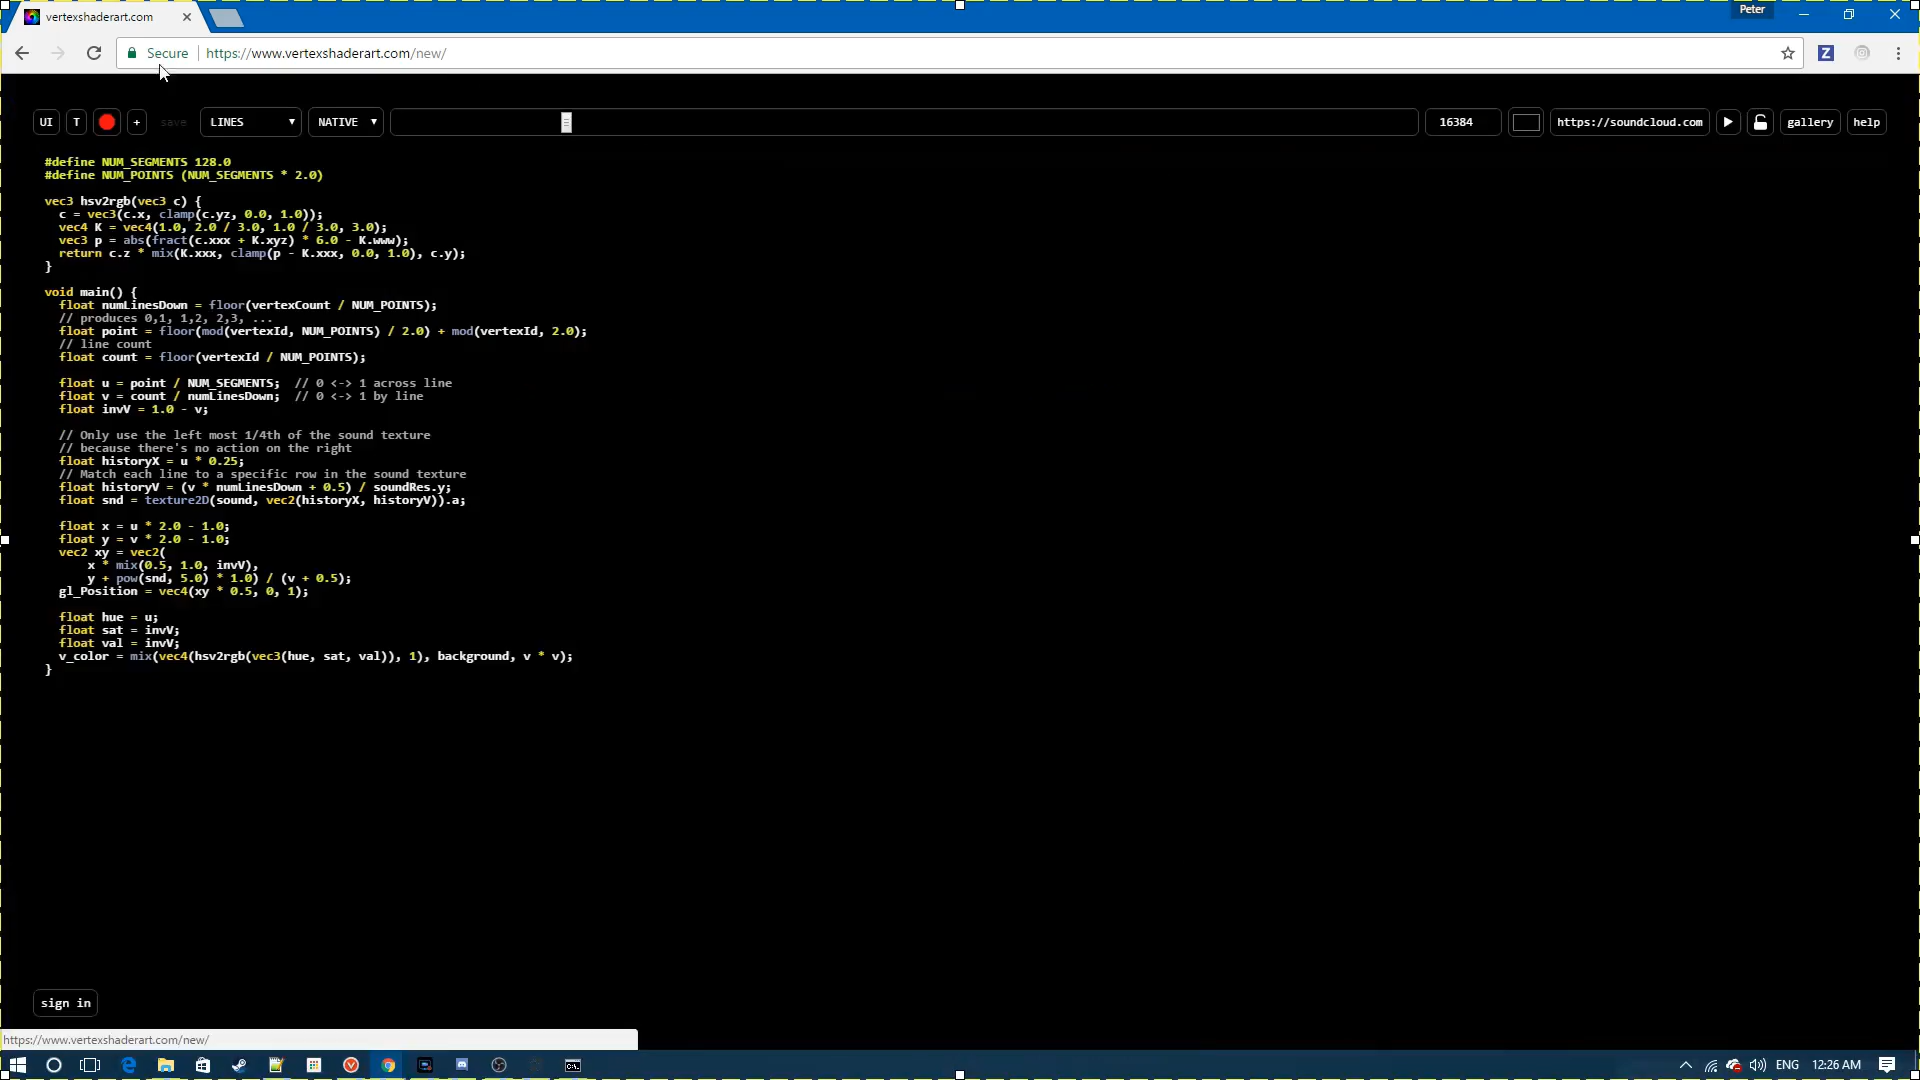 vertexshaderart.com
Peter
Secure https://www.vertexshaderart.com/new/
UI T + save LINES NATIVE 16384 https://soundcloud.com gallery help
#define NUM_SEGMENTS 128.0
#define NUM_POINTS (NUM_SEGMENTS * 2.0)
vec3 hsv2rgb(vec3 c) {
c = vec3(c.x, clamp(c.yz, 0.0, 1.0));
vec4 K = vec4(1.0, 2.0 / 3.0, 1.0 / 3.0, 3.0);
vec3 p = abs(fract(c.xxx + K.xyz) * 6.0 - K.www);
return c.z * mix(K.xxx, clamp(p - K.xxx, 0.0, 1.0), c.y);
}
void main() {
float numLinesDown = floor(vertexCount / NUM_POINTS);
// produces 0,1, 1,2, 2,3, ...
float point = floor(mod(vertexId, NUM_POINTS) / 2.0) + mod(vertexId, 2.0);
// line count
float count = floor(vertexId / NUM_POINTS);
float u = point / NUM_SEGMENTS;  // 0 <-> 1 across line
float v = count / numLinesDown;  // 0 <-> 1 by line
float invV = 1.0 - v;
// Only use the left most 1/4th of the sound texture
// because there's no action on the right
float historyX = u * 0.25;
// Match each line to a specific row in the sound texture
float historyV = (v * numLinesDown + 0.5) / soundRes.y;
float snd = texture2D(sound, vec2(historyX, historyV)).a;
float x = u * 2.0 - 1.0;
float y = v * 2.0 - 1.0;
vec2 xy = vec2(
x * mix(0.5, 1.0, invV),
y + pow(snd, 5.0) * 1.0) / (v + 0.5);
gl_Position = vec4(xy * 0.5, 0, 1);
float hue = u;
float sat = invV;
float val = invV;
v_color = mix(vec4(hsv2rgb(vec3(hue, sat, val)), 1), background, v * v);
}
sign in
https://www.vertexshaderart.com/new/
ENG 12:26 AM